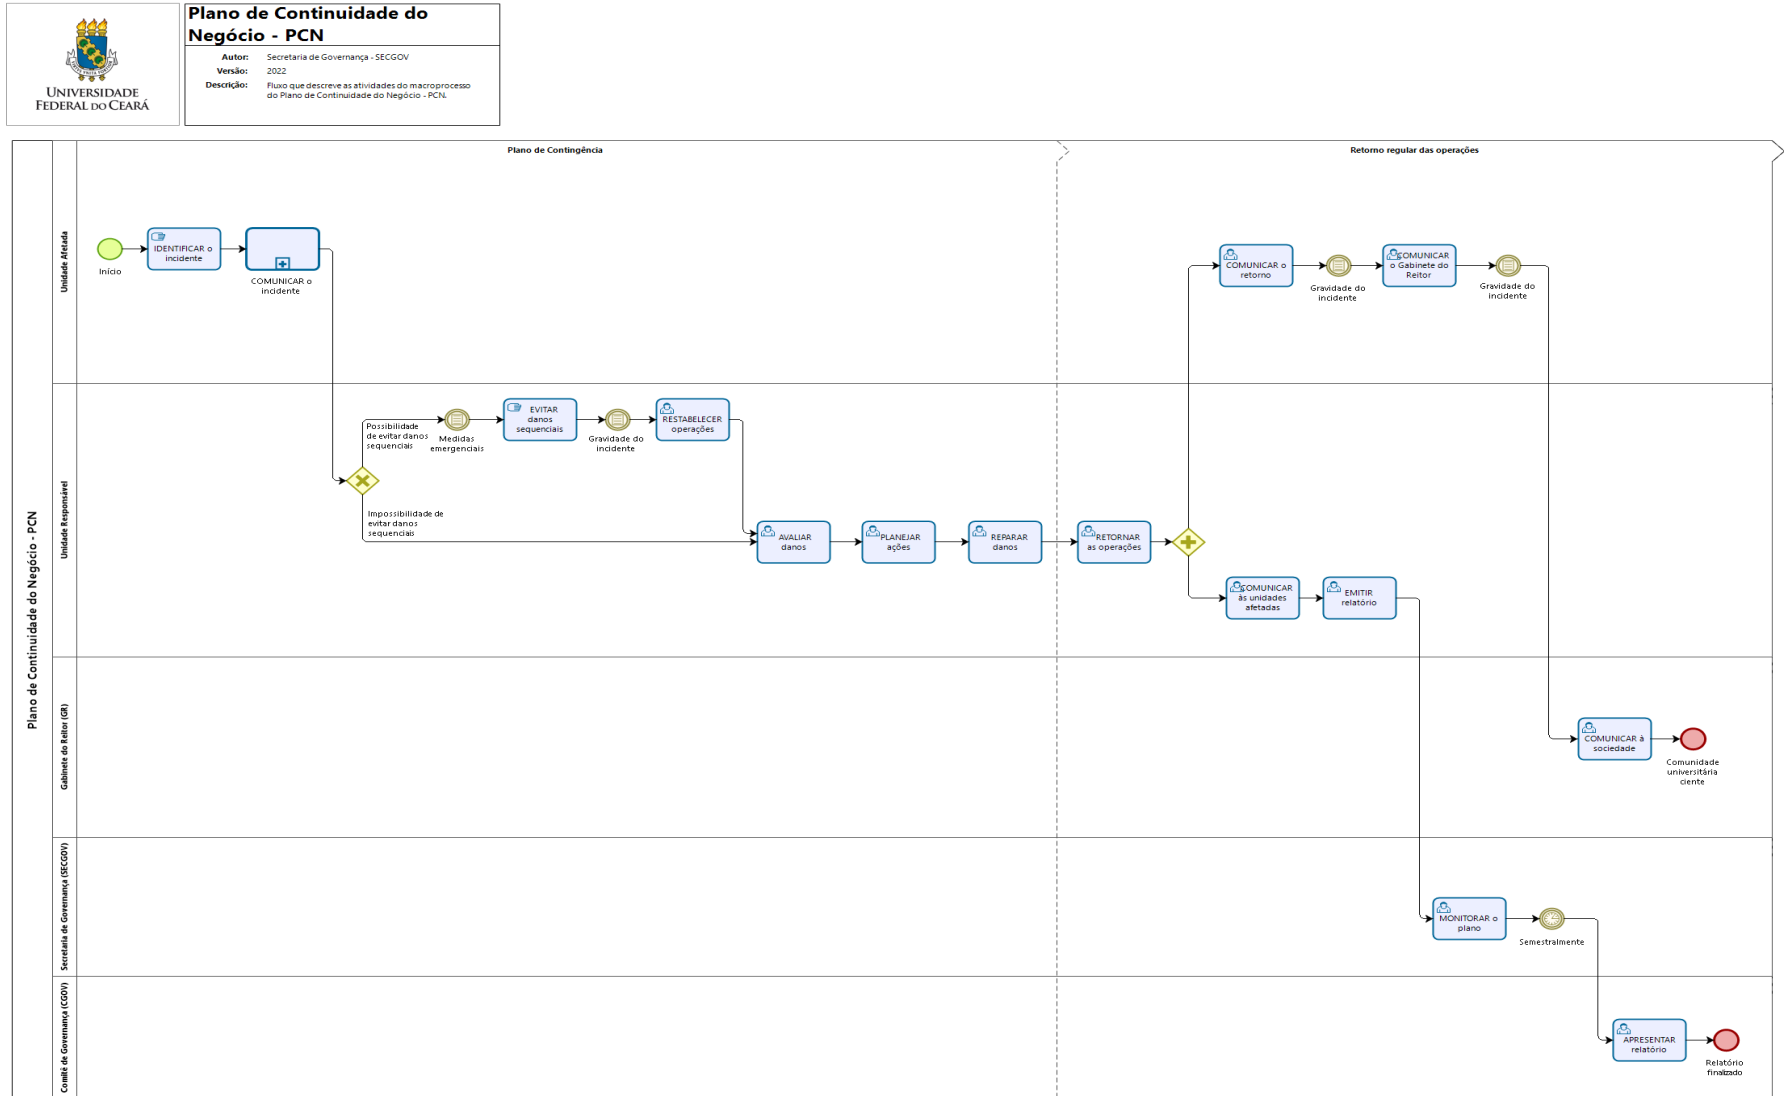 Plano de Continuidade do
Negócio - PCN
Autor: Secretaria de Governança - SECGOV
Versão: 2022
Descrição: Fluxo que descreve as atividades do macroprocesso
do Plano de Continuidade do Negócio - PCN.
UNIVERSIDADE
FEDERAL DO CEARÁ
Plano de Continuidade do Negócio - PCN
Plano de Contingência
Retorno regular das operações
Unidade Afetada
Início
IDENTIFICAR o
incidente
COMUNICAR o
incidente
COMUNICAR o
retorno
Gravidade do
incidente
COMUNICAR
o Gabinete do
Reitor
Gravidade do
incidente
Unidade Responsável
Possibilidade
de evitar danos
sequenciais
Medidas
emergenciais
EVITAR
danos
sequenciais
Gravidade do
incidente
RESTABELECER
operações
Impossibilidade de
evitar danos
sequenciais
AVALIAR
danos
PLANEJAR
ações
REPARAR
danos
RETORNAR
as operações
COMUNICAR
às unidades
afetadas
EMITIR
relatório
Gabinete do Reitor (GR)
COMUNICAR à
sociedade
Comunidade
universitária
ciente
Secretaria de Governança (SECGOV)
MONITORAR o
plano
Semestralmente
Comitê de Governança (CGOV)
APRESENTAR
relatório
Relatório
finalizado